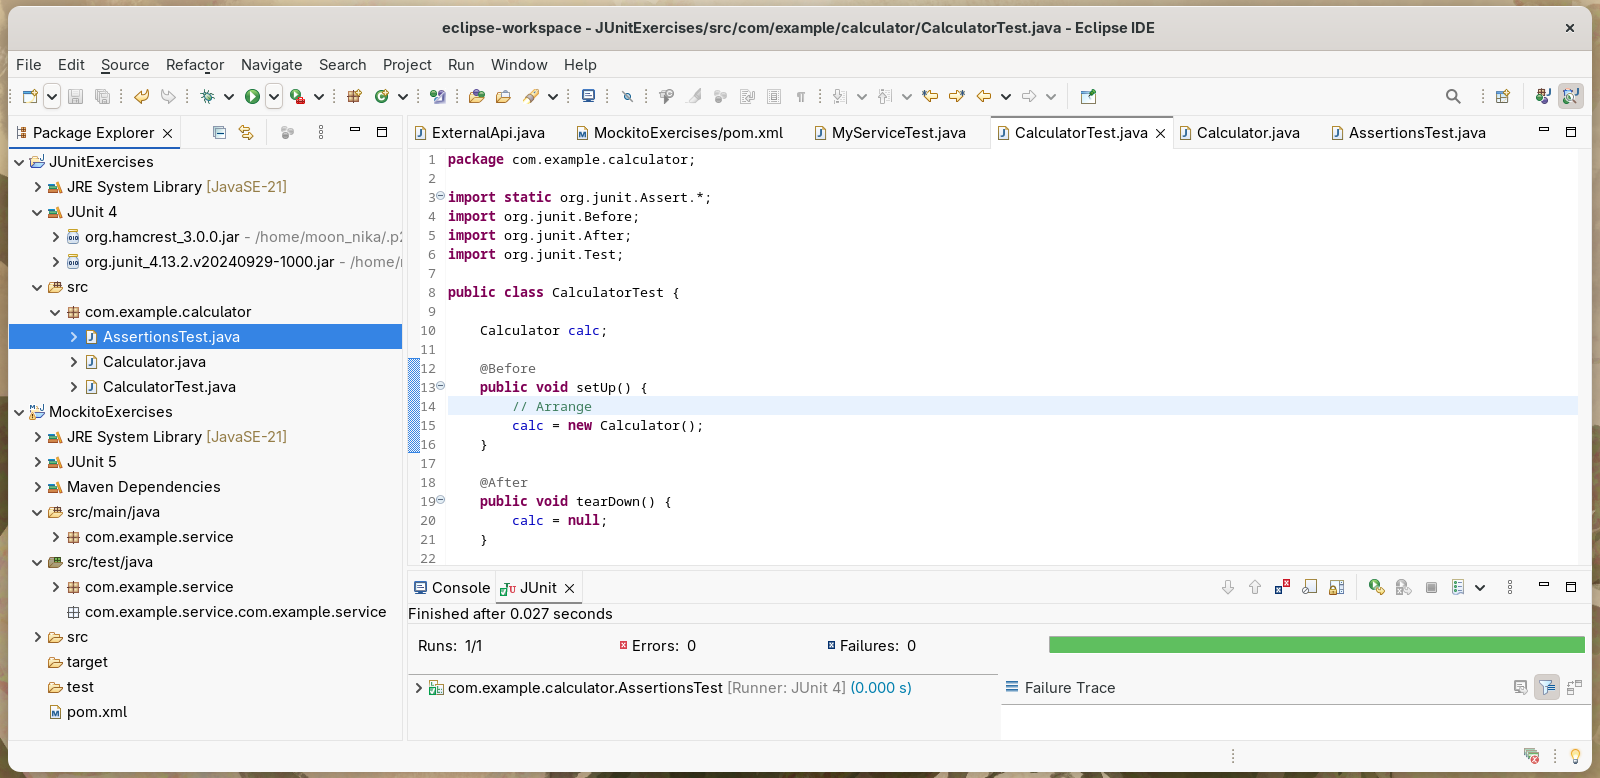 eclipse-workspace - JUnitExercises/src/com/example/calculator/CalculatorTest.java - Eclipse IDE
File Edit Source Refactor Navigate Search Project Run Window Help
Package Explorer
JUnitExercises
JRE System Library [JavaSE-21]
JUnit 4
org.hamcrest_3.0.0.jar - /home/moon_nika/.p2
org.junit_4.13.2.v20240929-1000.jar - /home/
src
com.example.calculator
AssertionsTest.java
Calculator.java
CalculatorTest.java
MockitoExercises
JRE System Library [JavaSE-21]
JUnit 5
Maven Dependencies
src/main/java
com.example.service
src/test/java
com.example.service
com.example.service.com.example.service
src
target
test
pom.xml
ExternalApi.java MockitoExercises/pom.xml MyServiceTest.java CalculatorTest.java Calculator.java AssertionsTest.java
1 package com.example.calculator;
2
3 import static org.junit.Assert.*;
4 import org.junit.Before;
5 import org.junit.After;
6 import org.junit.Test;
7
8 public class CalculatorTest {
9
10 Calculator calc;
11
12 @Before
13 public void setUp() {
14 // Arrange
15 calc = new Calculator();
16 }
17
18 @After
19 public void tearDown() {
20 calc = null;
21 }
22
Console JUnit
Finished after 0.027 seconds
Runs: 1/1 Errors: 0 Failures: 0
com.example.calculator.AssertionsTest [Runner: JUnit 4] (0.000 s)
Failure Trace